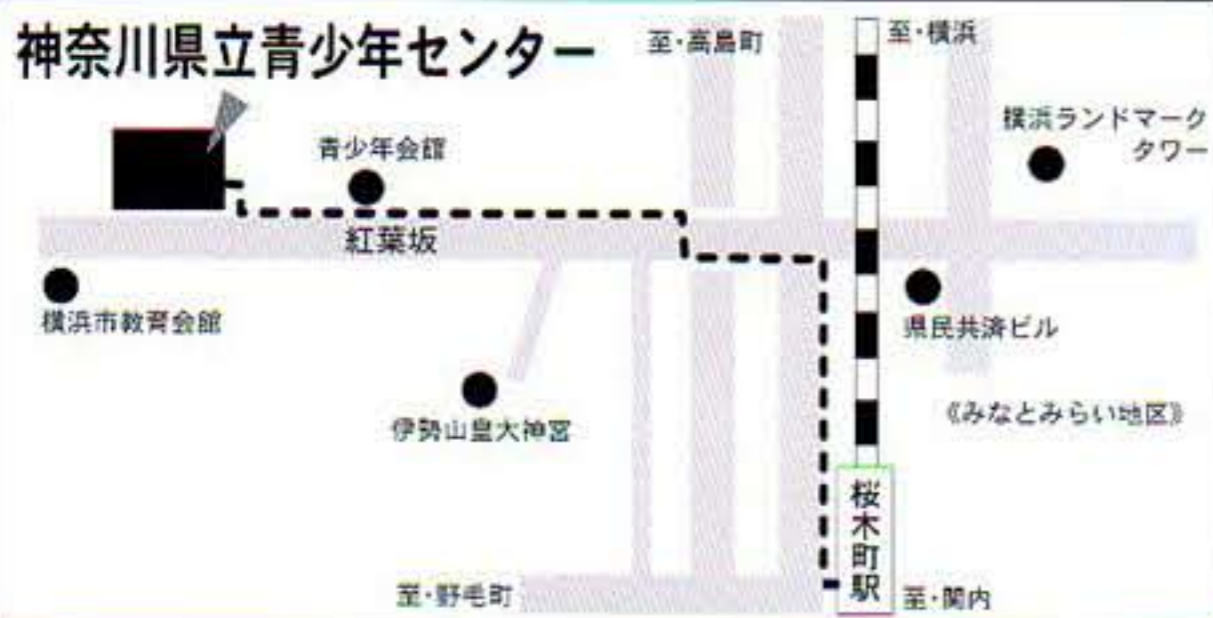 神奈川県立青少年センター
至・高島町
至・横浜
横浜ランドマーク
タワー
青少年会館
紅葉坂
横浜市教育会館
県民共済ビル
伊勢山皇大神宮
《みなとみらい地区》
桜木町駅
至・野毛町
至・関内